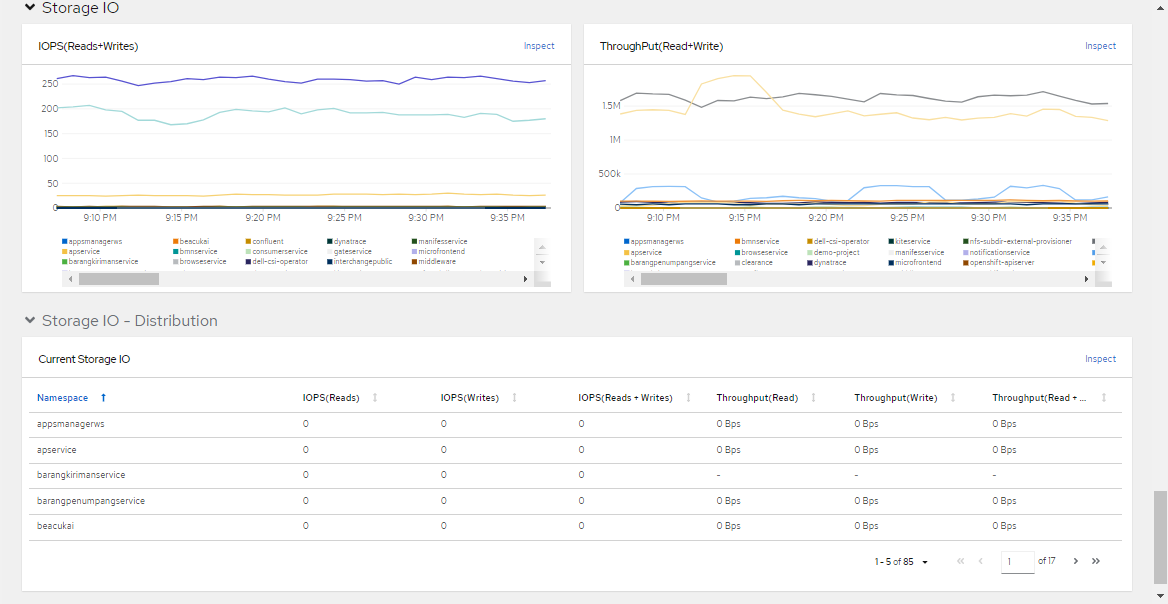 Storage IO
IOPS(Reads+Writes) Inspect
250
200
150
100
50
0
9:10 PM 9:15 PM 9:20 PM 9:25 PM 9:30 PM 9:35 PM
appsmanagerws beacukai confluent dynatrace manifesservice
apservice bmnservice consumerservice gateservice microfrontend
barangkirimanservice browseservice dell-csi-operator interchangepublic middleware
ThroughPut(Read+Write) Inspect
1.5M
1M
500k
0
9:10 PM 9:15 PM 9:20 PM 9:25 PM 9:30 PM 9:35 PM
appsmanagerws bmnservice dell-csi-operator kiteservice nfs-subdir-external-provisioner
apservice browseservice demo-project manifesservice notificationservice
barangpenumpangservice clearance dynatrace microfrontend openshift-apiserver
Storage IO - Distribution
Current Storage IO Inspect
Namespace IOPS(Reads) IOPS(Writes) IOPS(Reads + Writes) Throughput(Read) Throughput(Write) Throughput(Read + ...
appsmanagerws 0 0 0 0 Bps 0 Bps 0 Bps
apservice 0 0 0 0 Bps 0 Bps 0 Bps
barangkirimanservice 0 0 0 - - -
barangpenumpangservice 0 0 0 0 Bps 0 Bps 0 Bps
beacukai 0 0 0 0 Bps 0 Bps 0 Bps
1 - 5 of 85 1 of 17